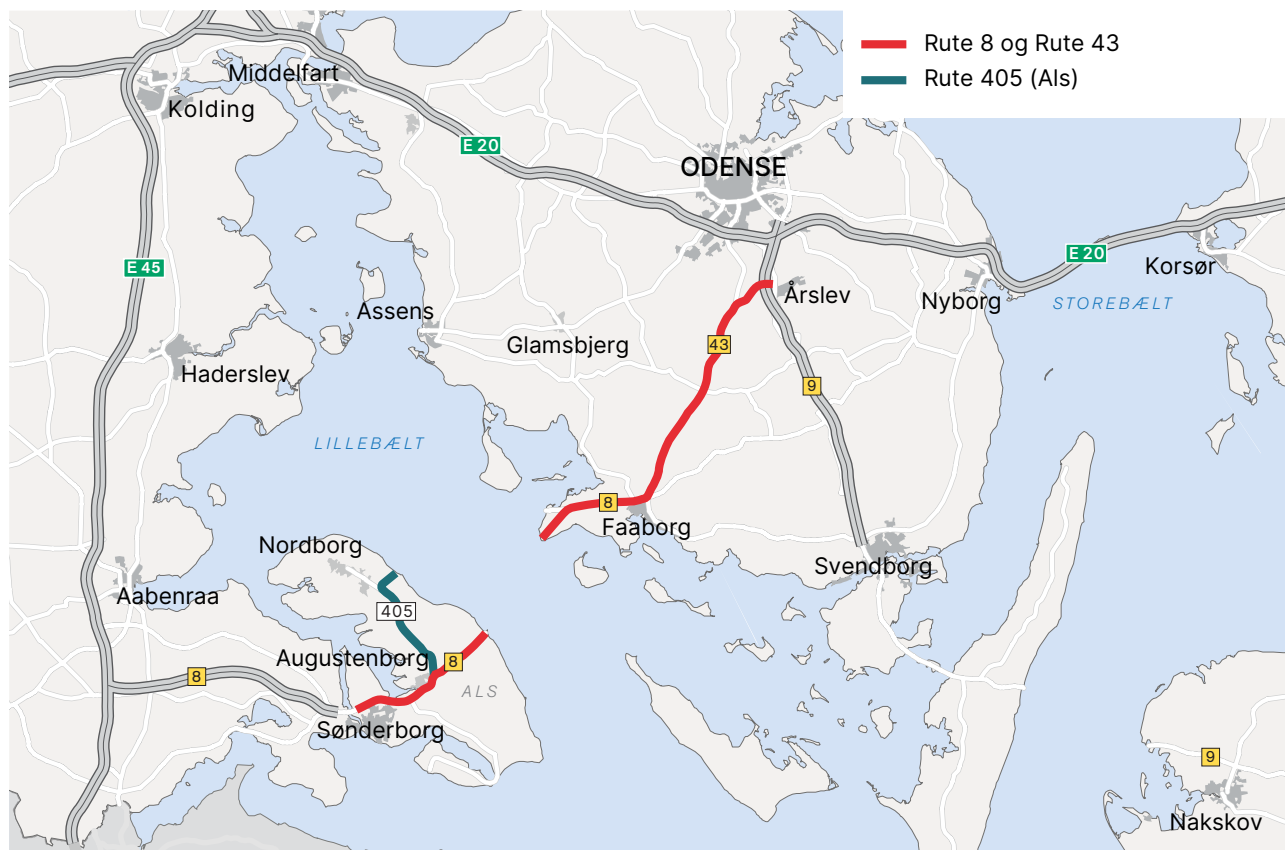 Rute 8 og Rute 43
Rute 405 (Als)
Middelfart
Kolding
E 20
ODENSE
E 45
E 20
Korsør
Årslev
Nyborg
STOREBÆLT
Assens
Glamsbjerg
43
Haderslev
9
LILLEBÆLT
8
Faaborg
Nordborg
Svendborg
Aabenraa
405
Augustenborg
8
8
ALS
Sønderborg
9
Nakskov